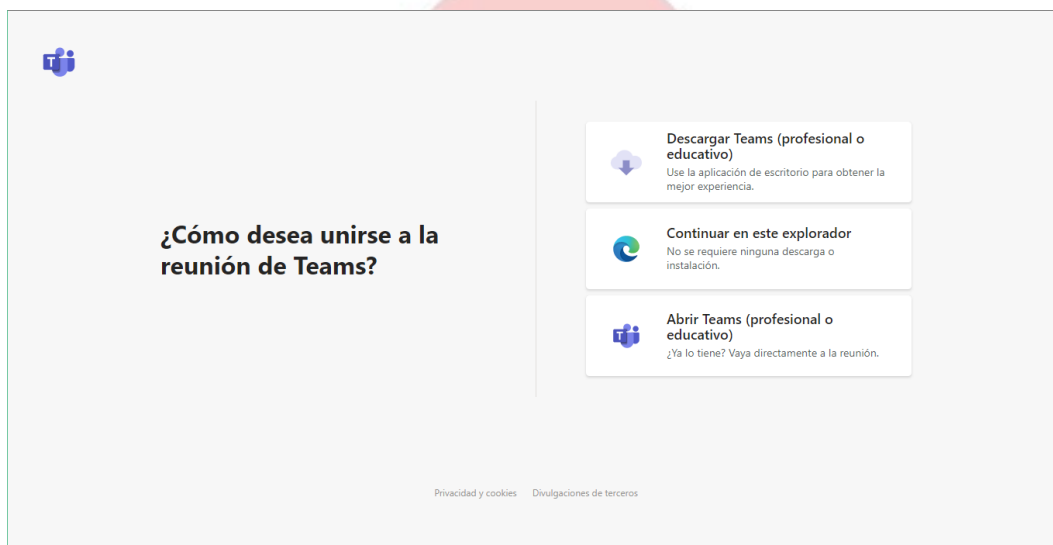 ¿Cómo desea unirse a la
reunión de Teams?
Descargar Teams (profesional o
educativo)
Use la aplicación de escritorio para obtener la
mejor experiencia.
Continuar en este explorador
No se requiere ninguna descarga o
instalación.
Abrir Teams (profesional o
educativo)
¿Ya lo tiene? Vaya directamente a la reunión.
Privacidad y cookies Divulgaciones de terceros